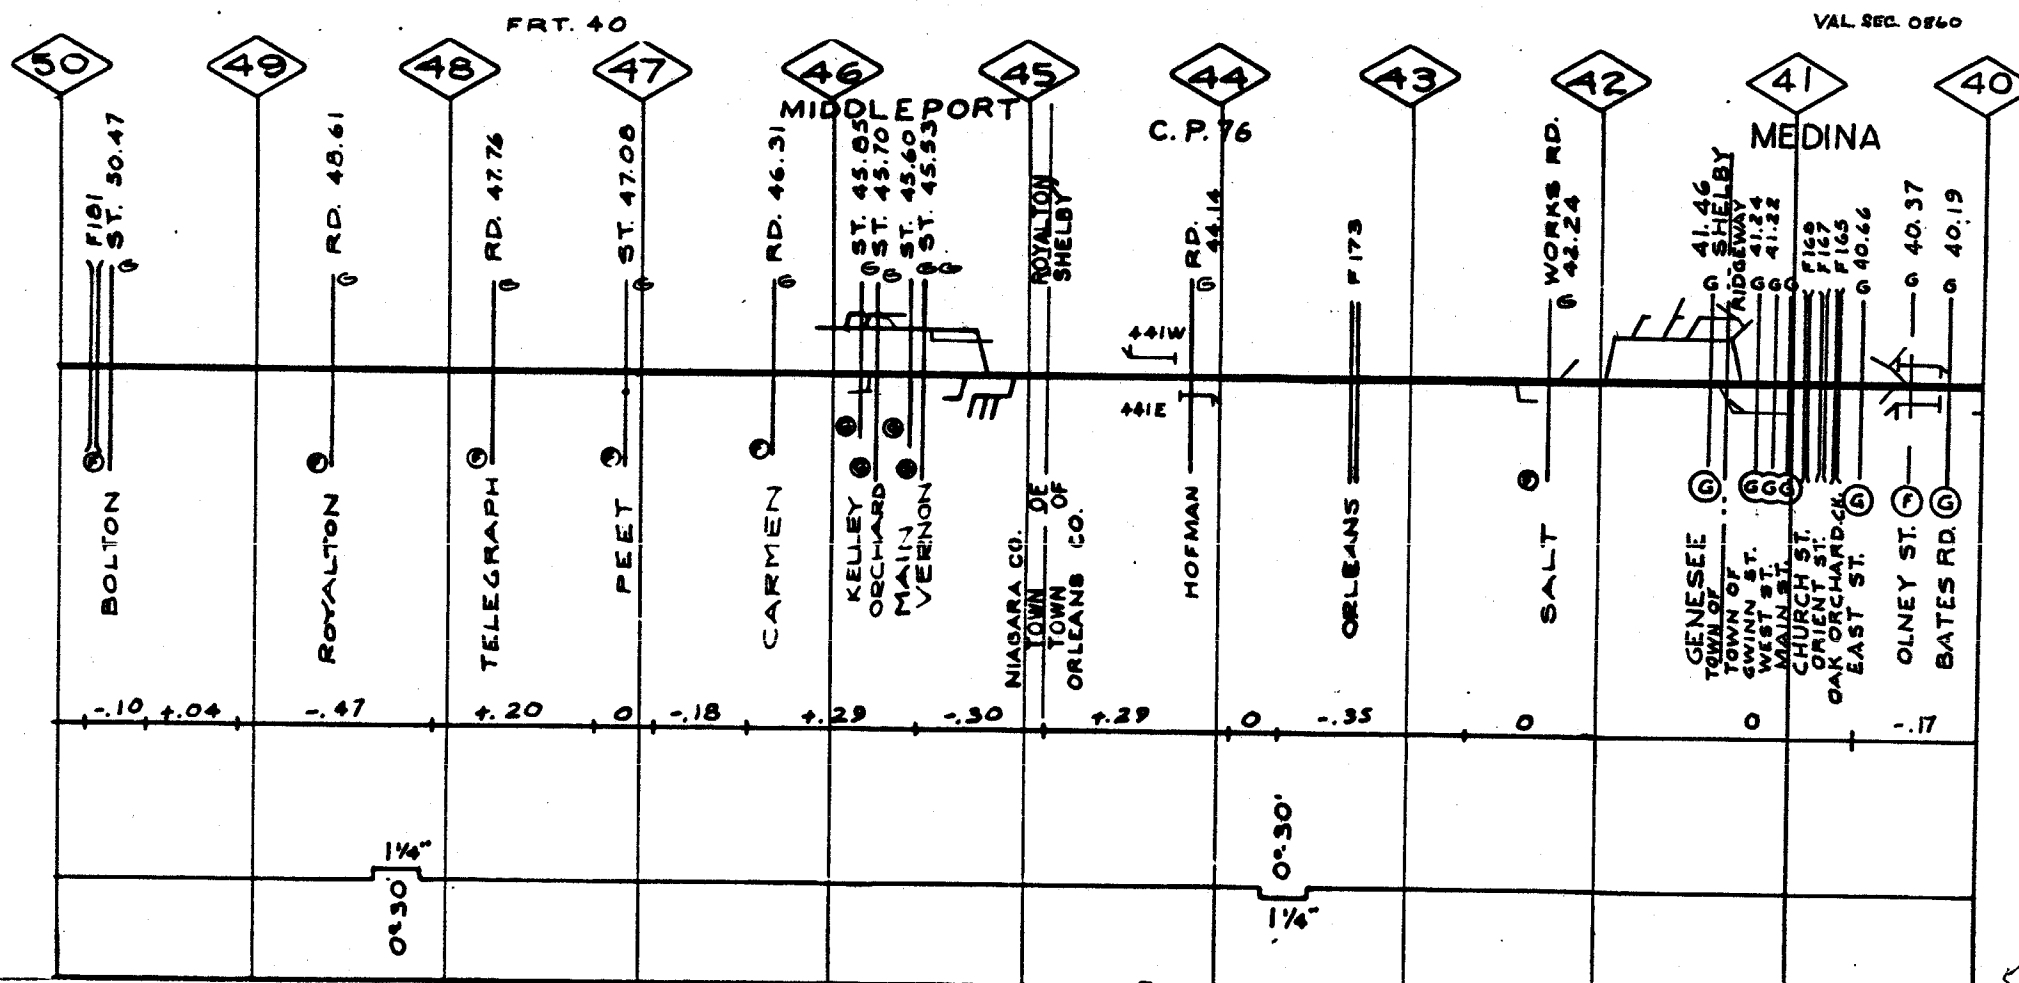 FRT. 40
VAL. SEC. 0860
50
49
48
47
46
45
44
43
42
41
40
MIDDLEPORT
C. P. 76
MEDINA
F181
ST. 50.47
G
RD. 48.61
G
RD. 47.76
G
ST. 47.08
G
RD. 46.31
G
ST. 45.85
ST. 45.70
ST. 45.60
ST. 45.53
G
G
G
G
ROYALTON
SHELBY
RD. 44.14
G
F173
WORKS RD.
42.24
G
41.46
SHELBY
RIDGEWAY
41.24
41.22
G
G
G
G
F168
F167
F165
40.66
G
40.37
G
40.19
G
441W
441E
BOLTON
ROYALTON
TELEGRAPH
PEET
CARMEN
KELLEY
ORCHARD
MAIN
VERNON
NIAGARA CO.
TOWN OF
TOWN OF
ORLEANS CO.
HOFMAN
ORLEANS
SALT
G
G
G
G
G
F
G
GENESEE
TOWN OF
TOWN OF
GWINN ST.
WEST ST.
MAIN ST.
CHURCH ST.
ORIENT ST.
OAK ORCHARD CK.
EAST ST.
OLNEY ST.
BATES RD.
-.10 +.04 -.47 +.20 0 -.18 +.29 -.30 +.29 0 -.35 0 0 -.17
1¼"
0°30
0°30'
1¼"